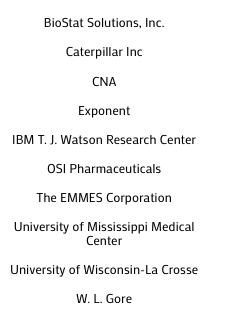 BioStat Solutions, Inc.
Caterpillar Inc
CNA
Exponent
IBM T. J. Watson Research Center
OSI Pharmaceuticals
The EMMES Corporation
University of Mississippi Medical
Center
University of Wisconsin-La Crosse
W. L. Gore